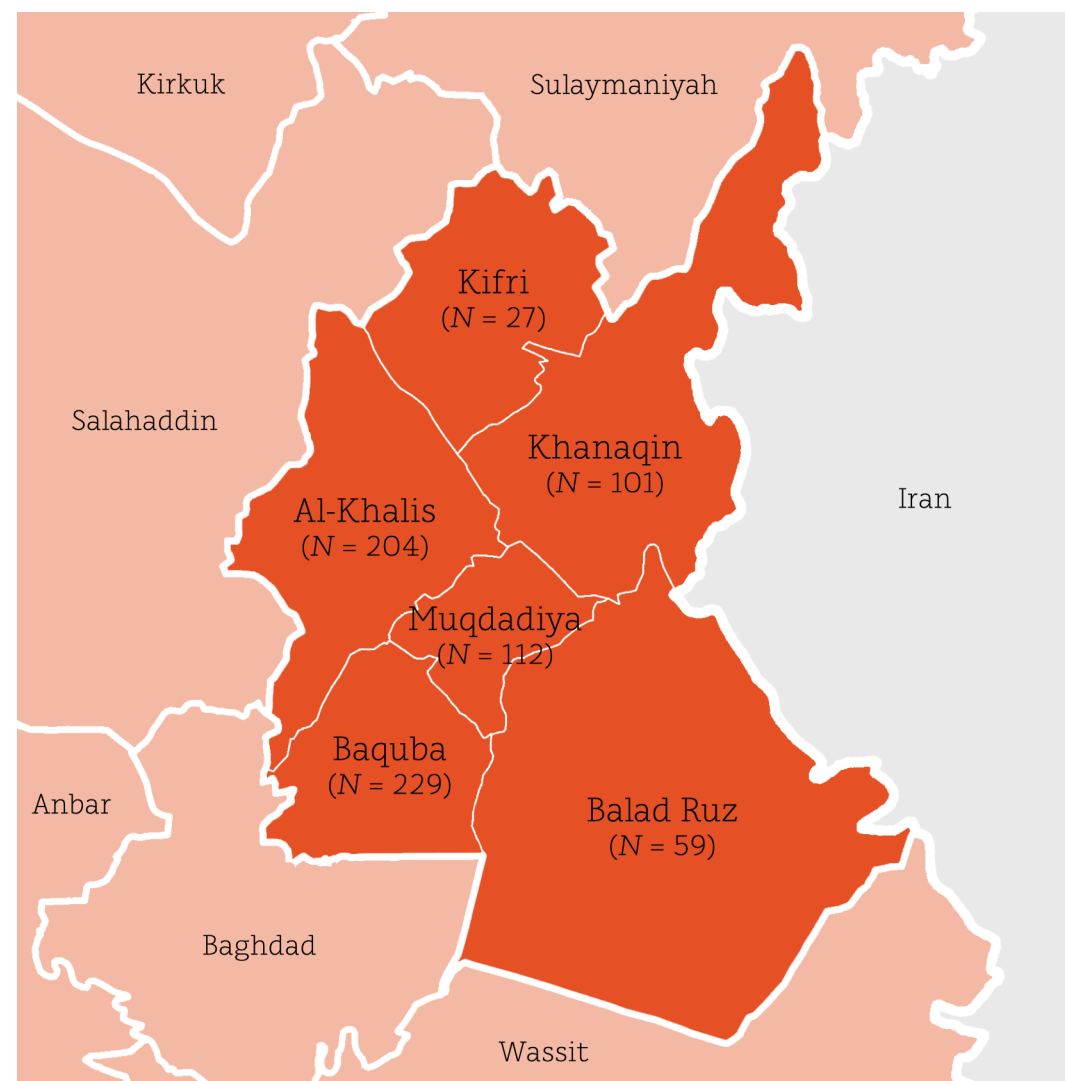 Kirkuk
Sulaymaniyah
Kifri
(N = 27)
Salahaddin
Khanaqin
(N = 101)
Iran
Al-Khalis
(N = 204)
Muqdadiya
(N = 112)
Baquba
(N = 229)
Anbar
Balad Ruz
(N = 59)
Baghdad
Wassit